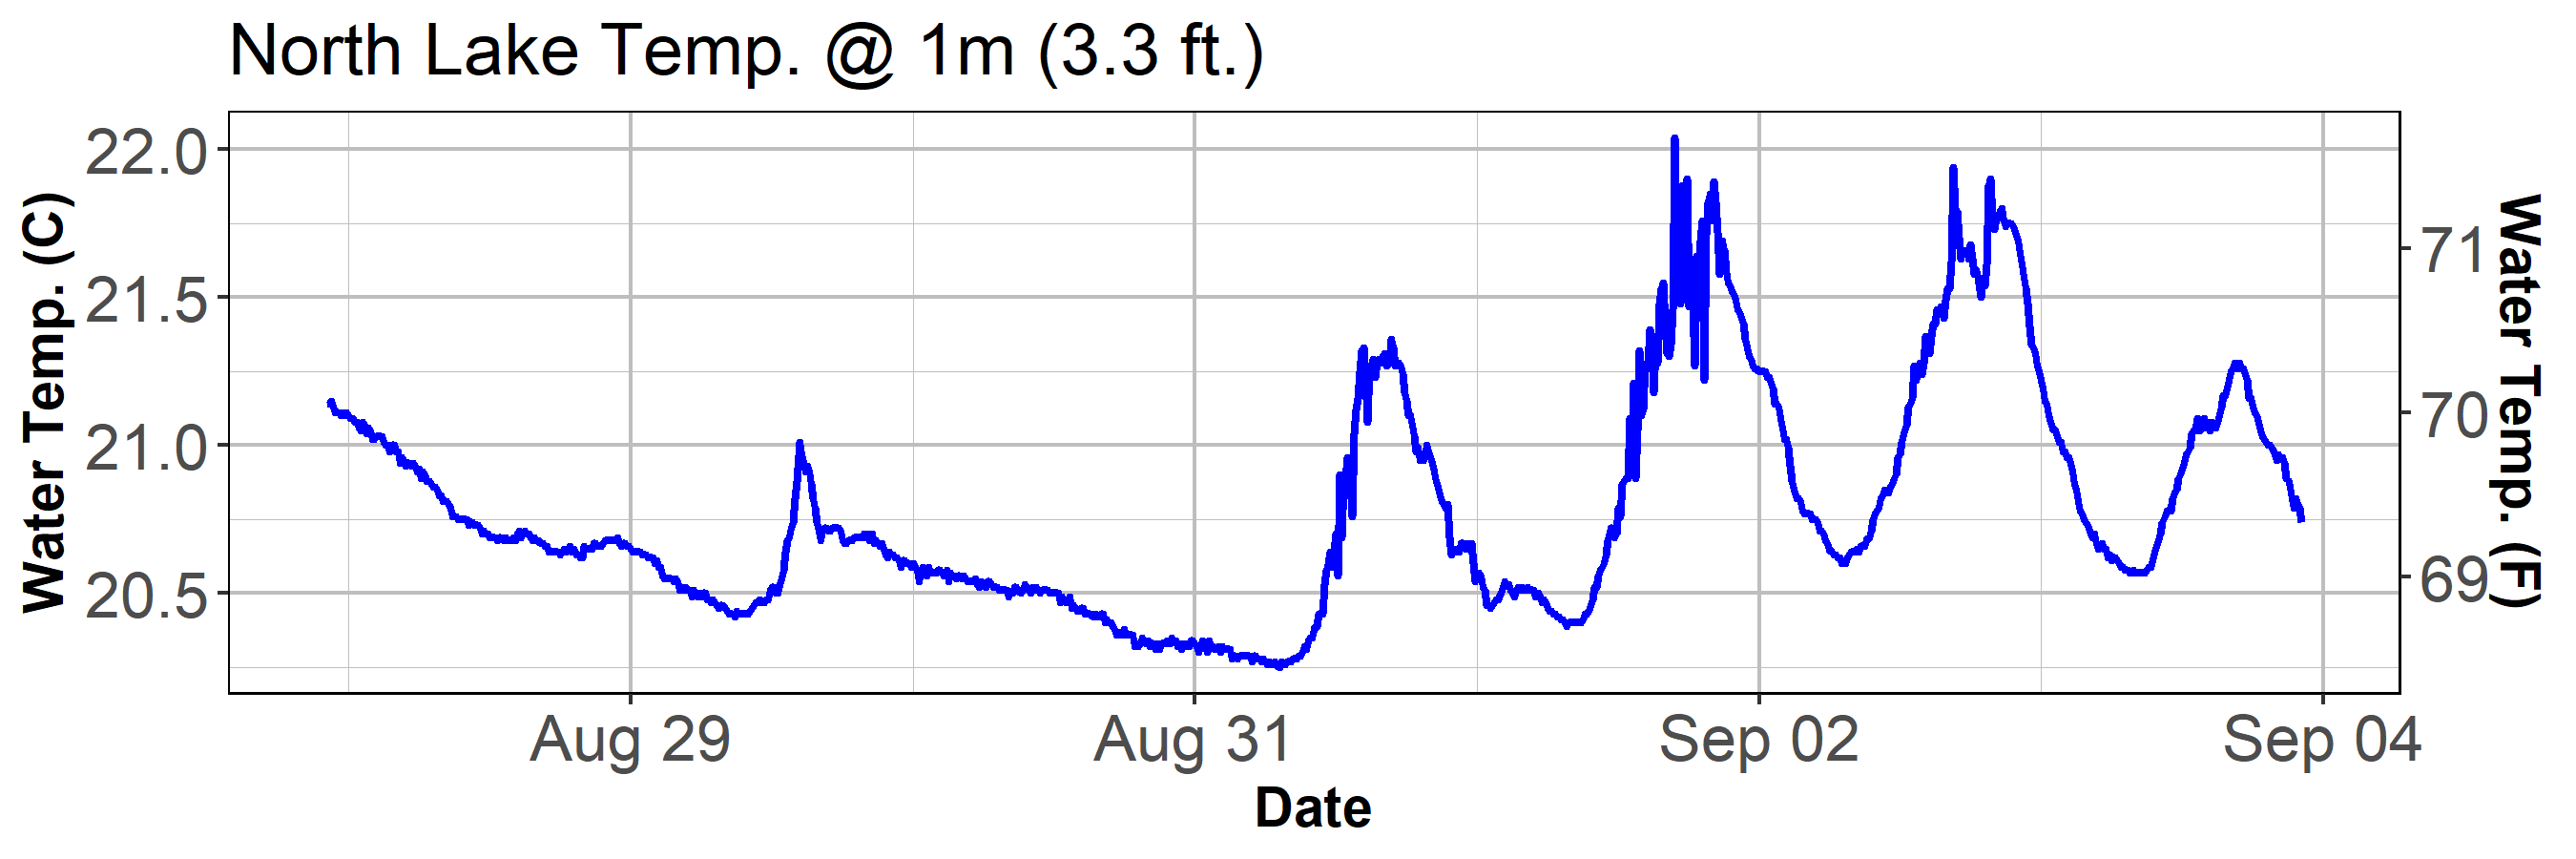 North Lake Temp. @ 1m (3.3 ft.)
Water Temp. (C)
22.0
21.5
21.0
20.5
71
70
69
Water Temp. (F)
Aug 29
Aug 31
Sep 02
Sep 04
Date